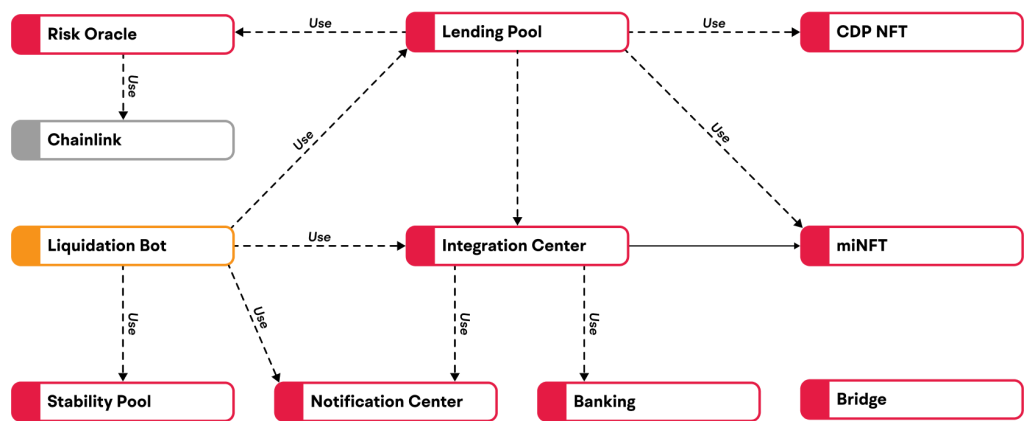 Risk Oracle
Use
Lending Pool
Use
CDP NFT
Use
Chainlink
Use
Use
Liquidation Bot
Use
Integration Center
miNFT
Use
Use
Use
Use
Stability Pool
Notification Center
Banking
Bridge